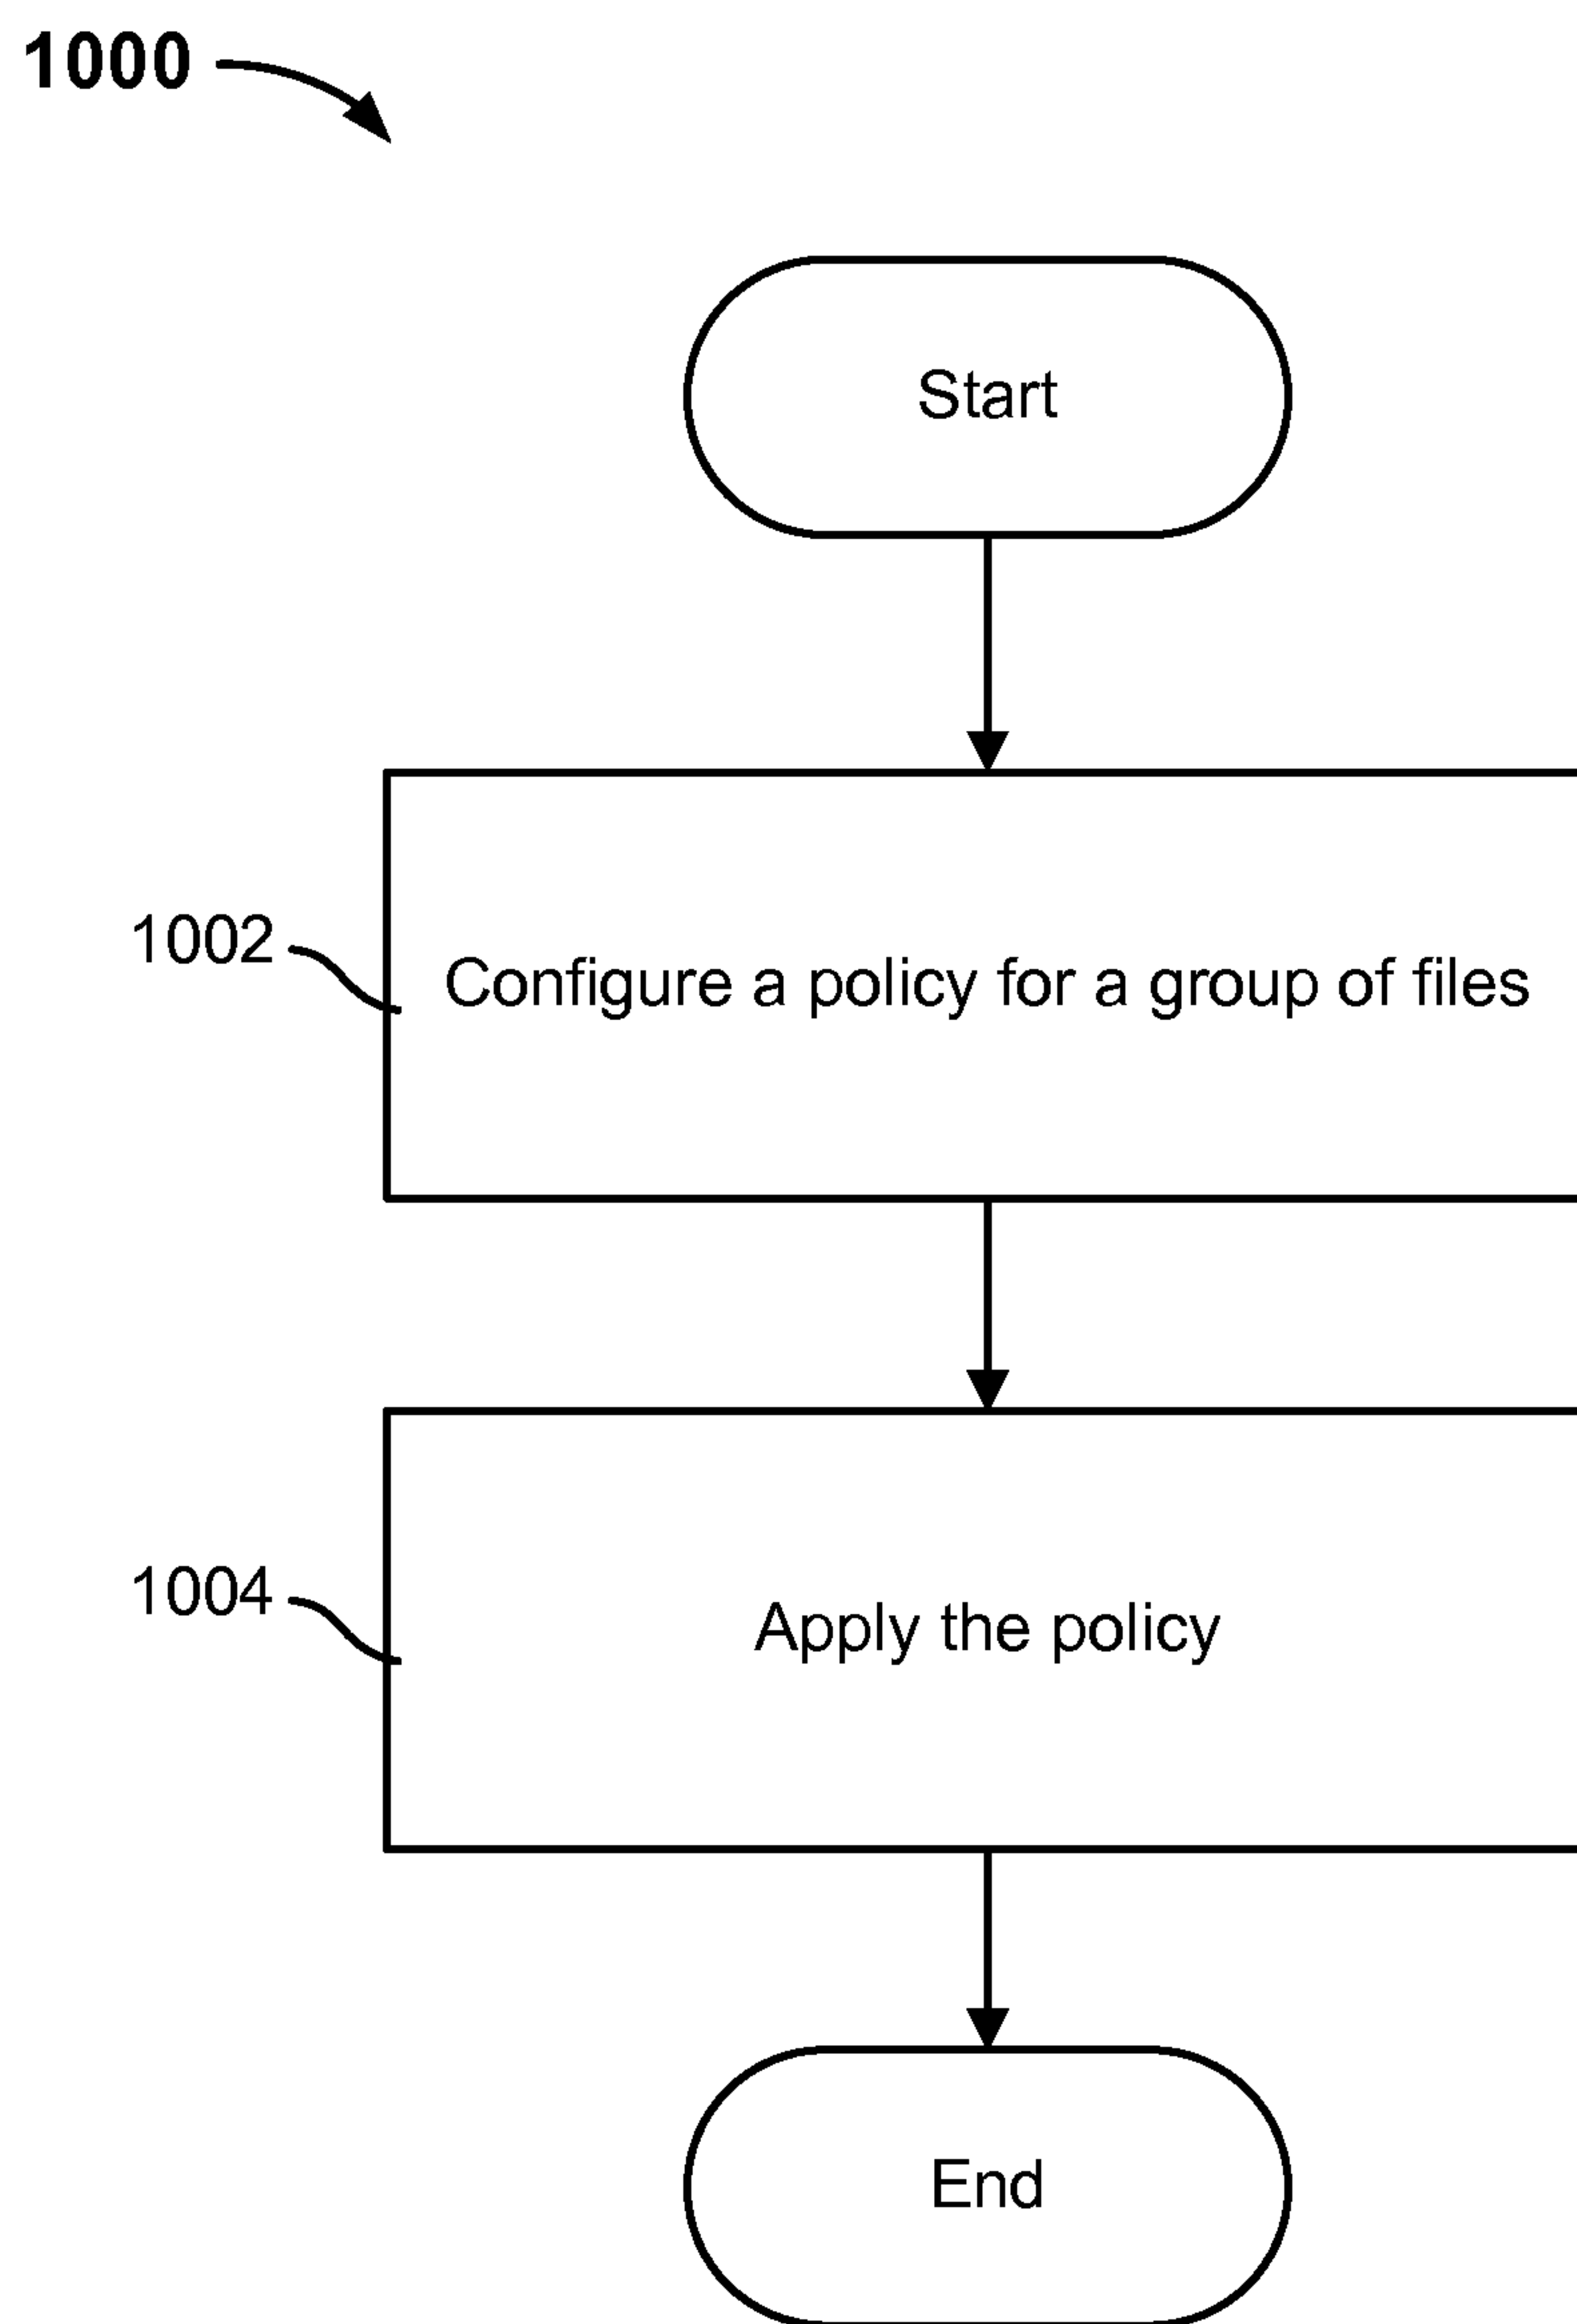 1000
Start
1002
Configure a policy for a group of files
1004
Apply the policy
End